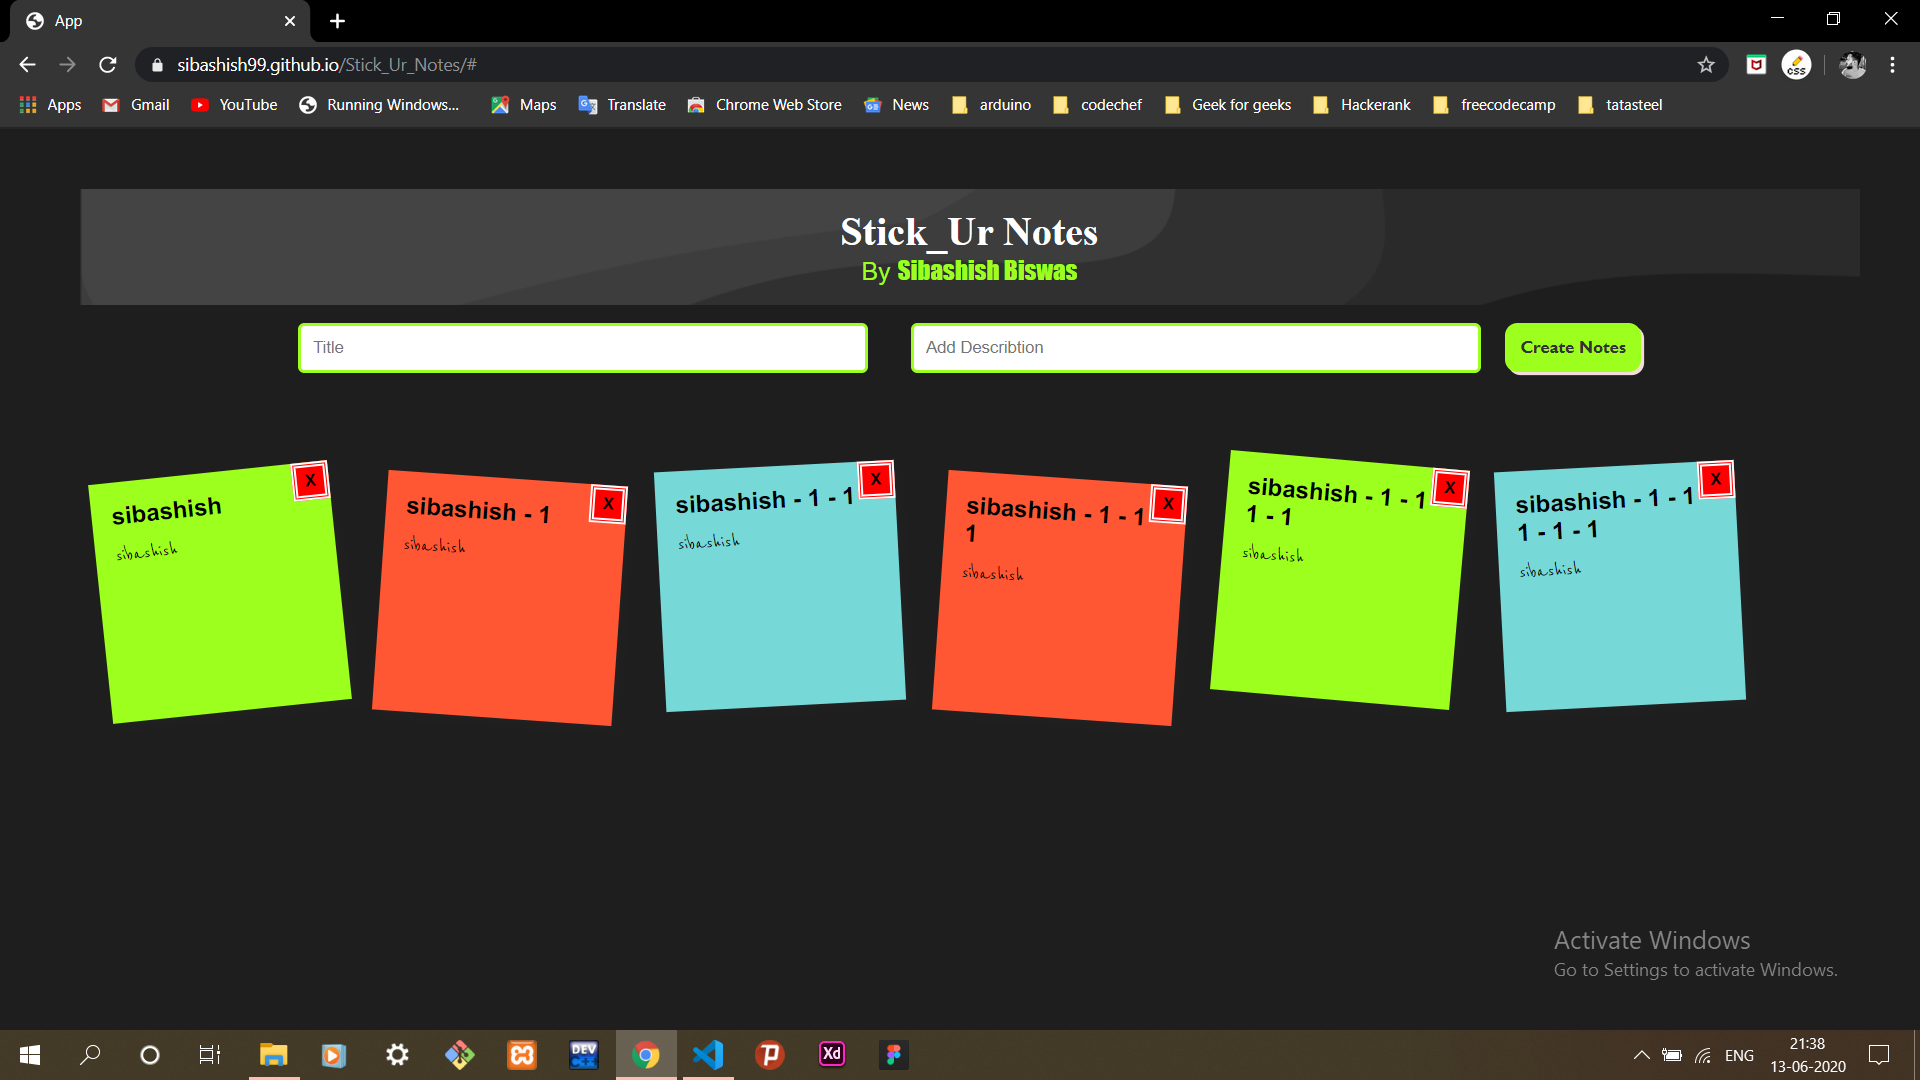 App
sibashish99.github.io/Stick_Ur_Notes/#
css
Apps
Gmail
YouTube
Running Windows...
Maps
Translate
Chrome Web Store
News
arduino
codechef
Geek for geeks
Hackerank
freecodecamp
tatasteel
Stick_Ur Notes
By Sibashish Biswas
Title
Add Describtion
Create Notes
X
sibashish
sibashish
X
sibashish - 1
sibashish
X
sibashish - 1 - 1
sibashish
X
sibashish - 1 - 1
1
sibashish
X
sibashish - 1 - 1
1 - 1
sibashish
X
sibashish - 1 - 1
1 - 1 - 1
sibashish
Activate Windows
Go to Settings to activate Windows.
DEV
C++
Xd
ENG
21:38
13-06-2020